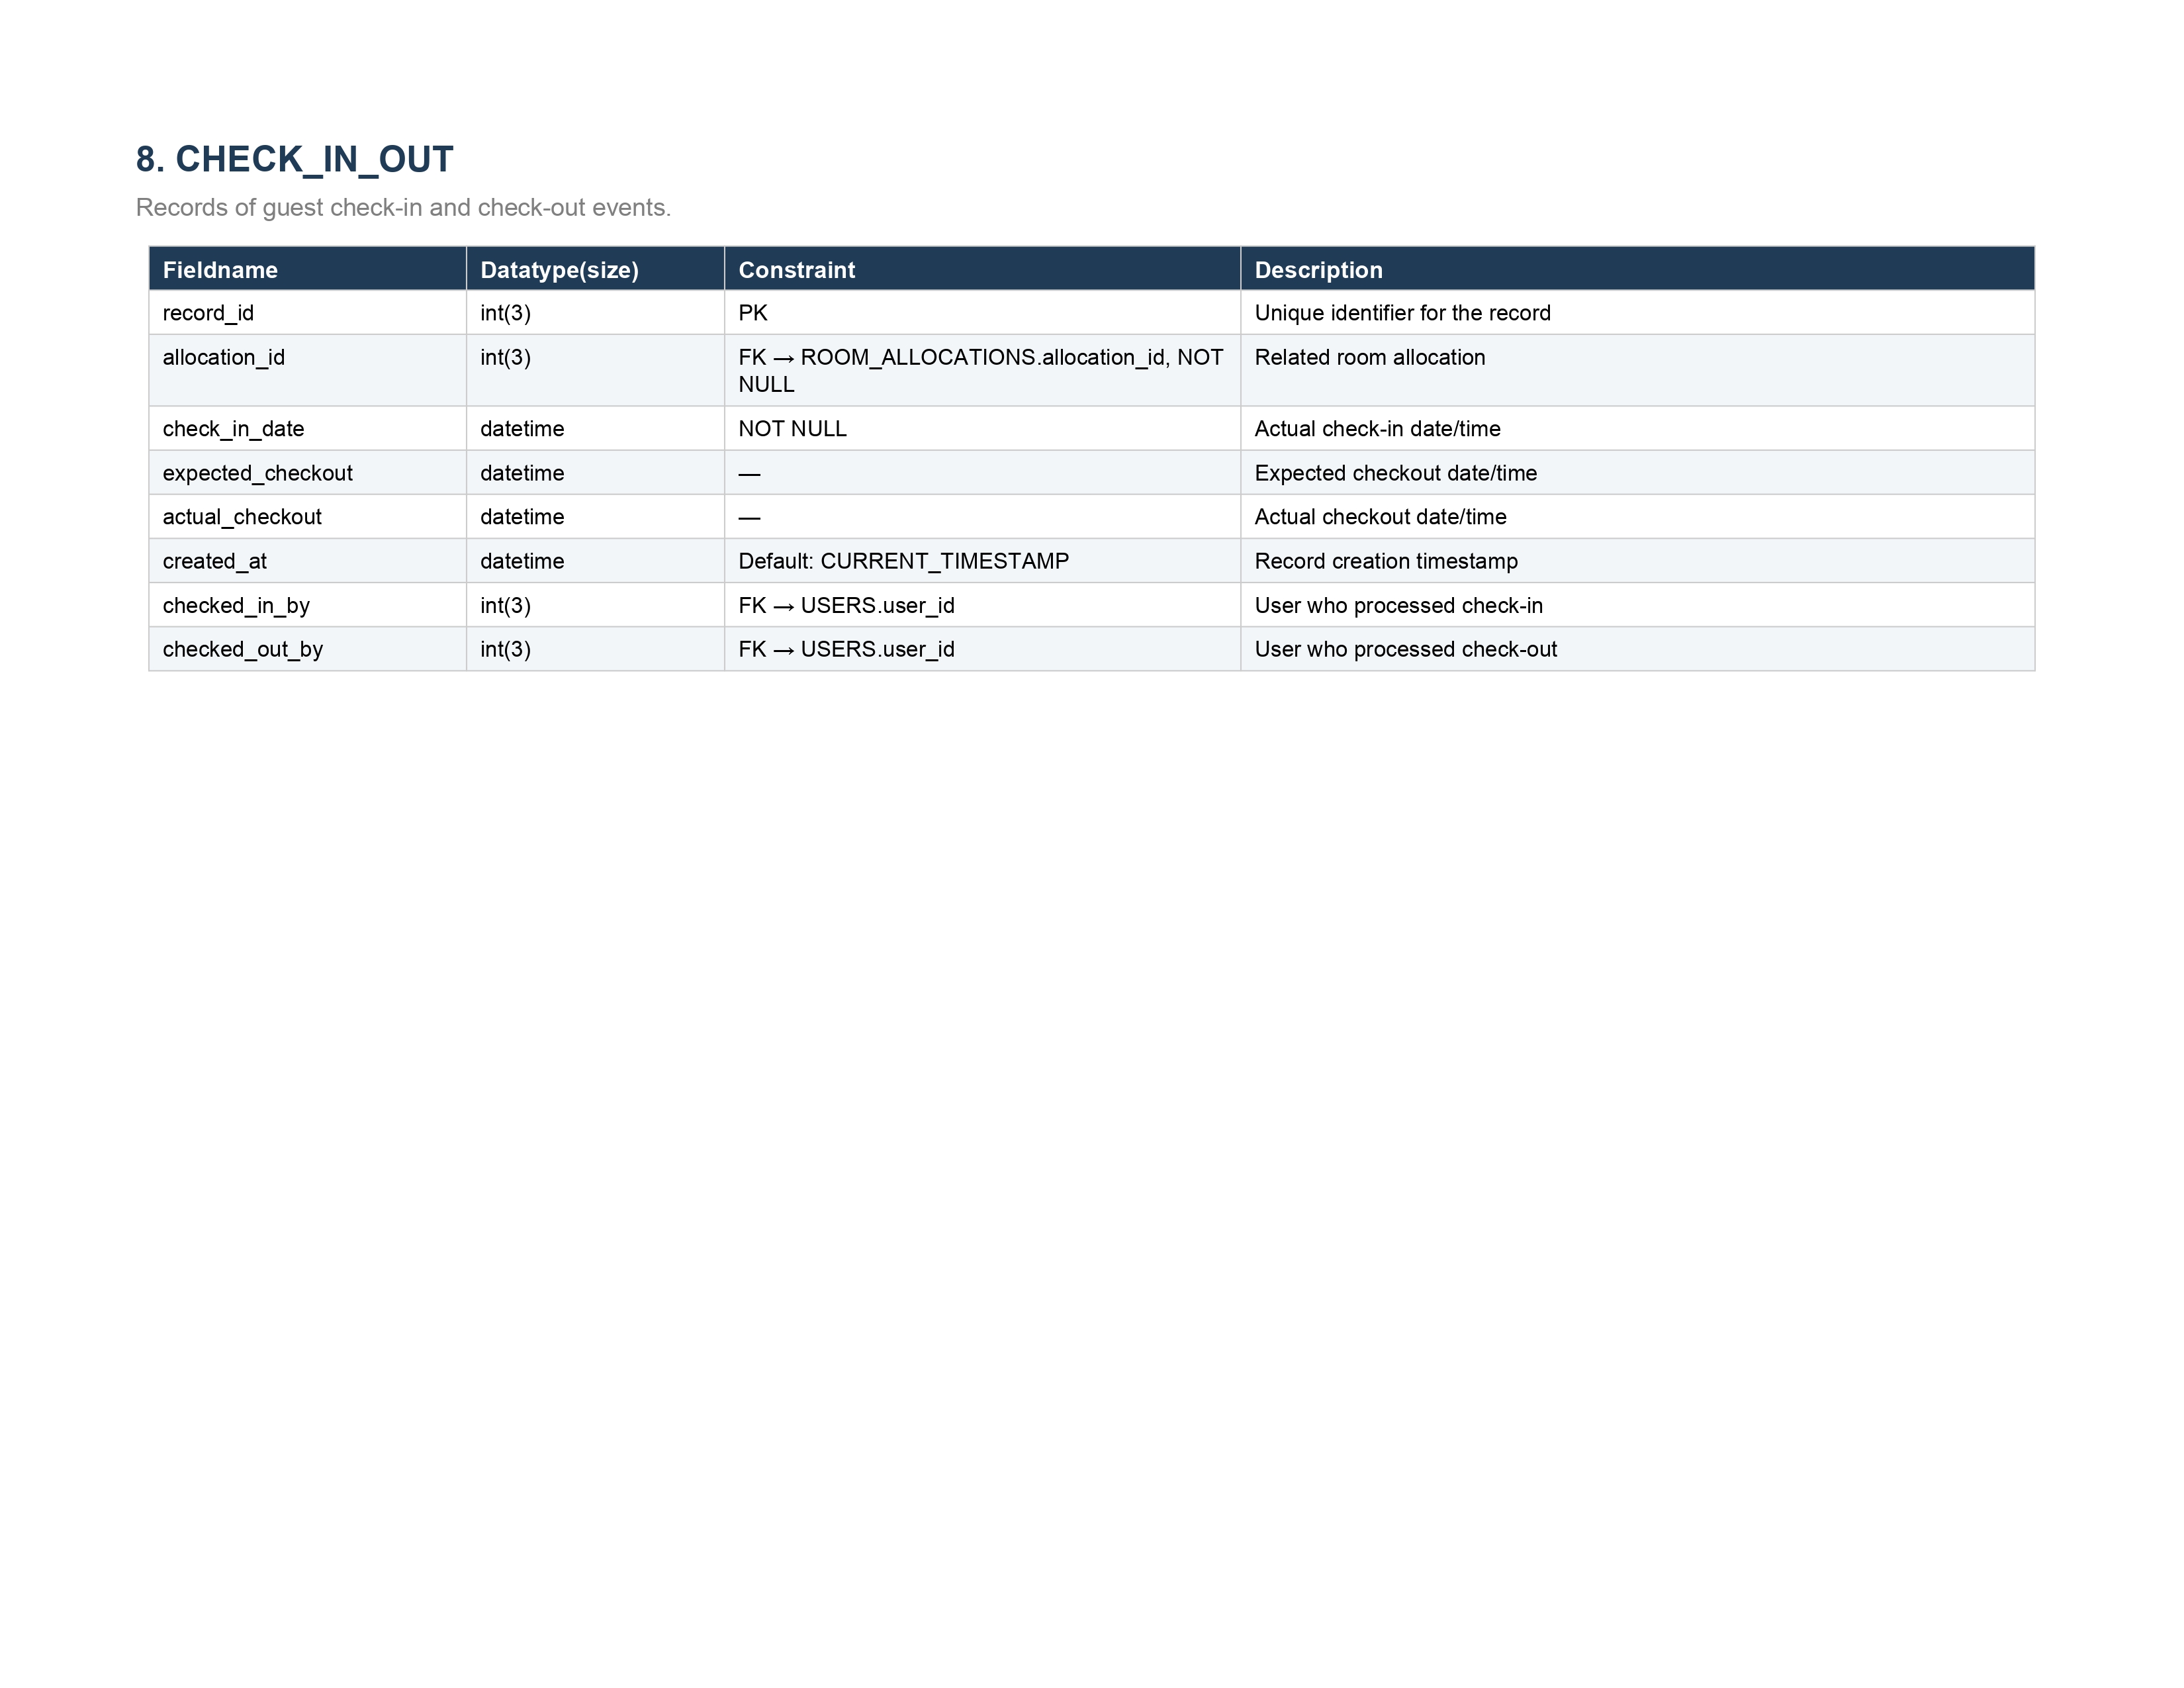 8. CHECK_IN_OUT
Records of guest check-in and check-out events.
Fieldname Datatype(size) Constraint Description
record_id int(3) PK Unique identifier for the record
allocation_id int(3) FK → ROOM_ALLOCATIONS.allocation_id, NOT NULL Related room allocation
check_in_date datetime NOT NULL Actual check-in date/time
expected_checkout datetime — Expected checkout date/time
actual_checkout datetime — Actual checkout date/time
created_at datetime Default: CURRENT_TIMESTAMP Record creation timestamp
checked_in_by int(3) FK → USERS.user_id User who processed check-in
checked_out_by int(3) FK → USERS.user_id User who processed check-out